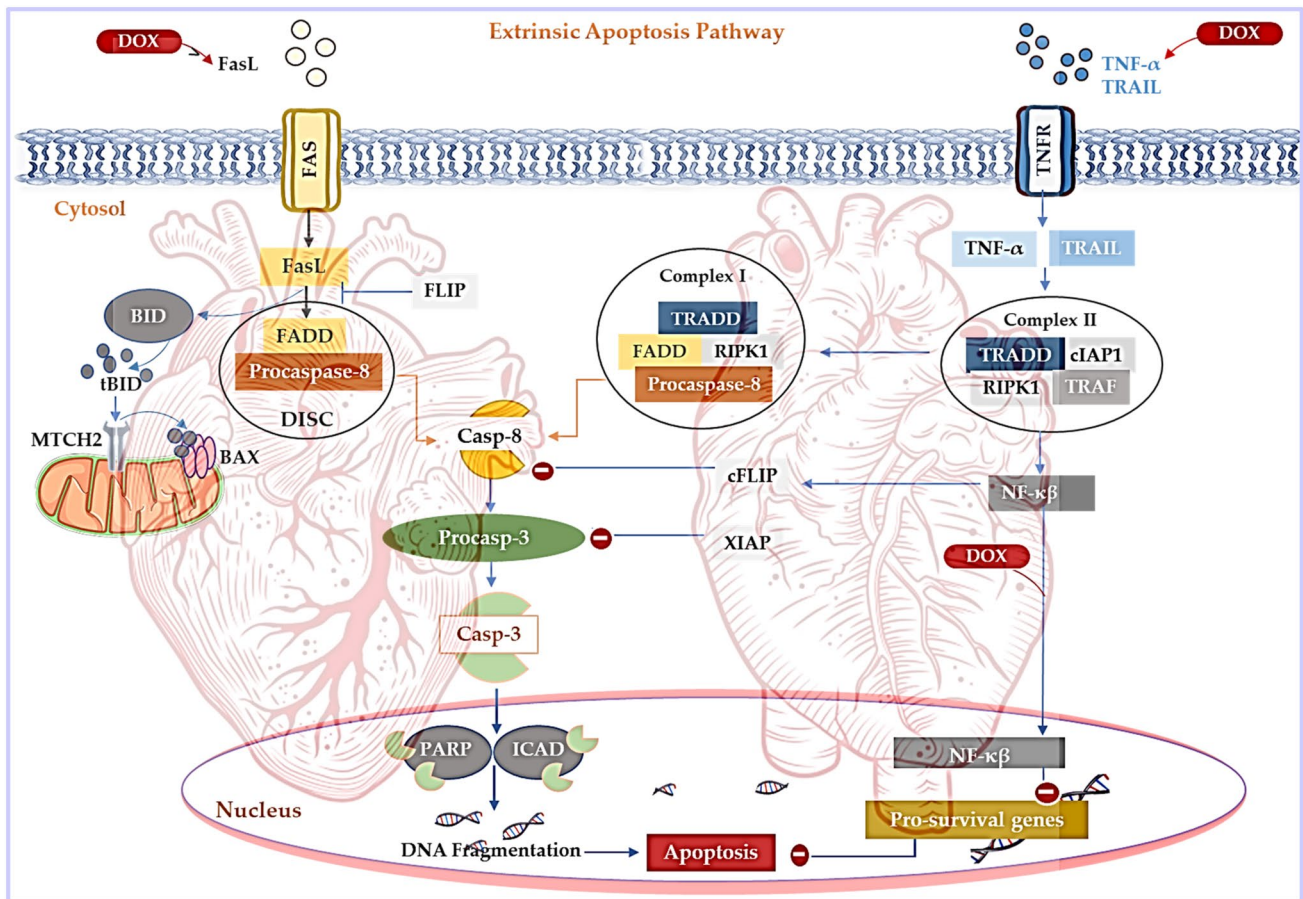 Extrinsic Apoptosis Pathway
DOX
FasL
DOX
TNF-α
TRAIL
FAS
TNFR
Cytosol
FasL
FLIP
BID
tBID
MTCH2
BAX
FADD
Procaspase-8
DISC
Complex I
TRADD
FADD RIPK1
Procaspase-8
TNF-α TRAIL
Complex II
TRADD cIAP1
RIPK1 TRAF
Casp-8
cFLIP
NF-κβ
Procasp-3
XIAP
DOX
Casp-3
PARP ICAD
NF-κβ
Nucleus
Pro-survival genes
DNA Fragmentation
Apoptosis